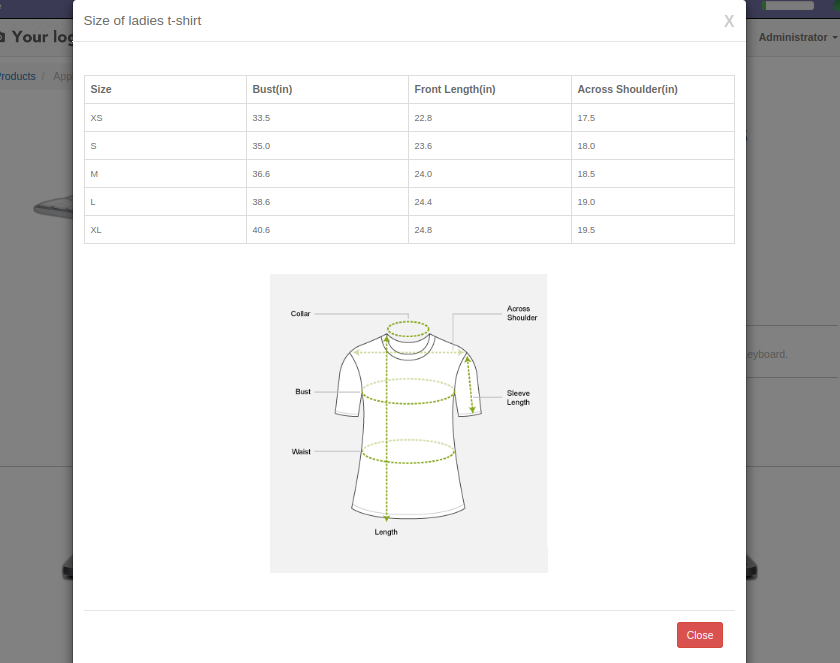 Size of ladies t-shirt X
Your
Administrator
Products / App
Size Bust(in) Front Length(in) Across Shoulder(in)
XS 33.5 22.8 17.5
S 35.0 23.6 18.0
M 36.6 24.0 18.5
L 38.6 24.4 19.0
XL 40.6 24.8 19.5
Collar
Across
Shoulder
eyboard.
Bust
Sleeve
Length
Waist
Length
Close